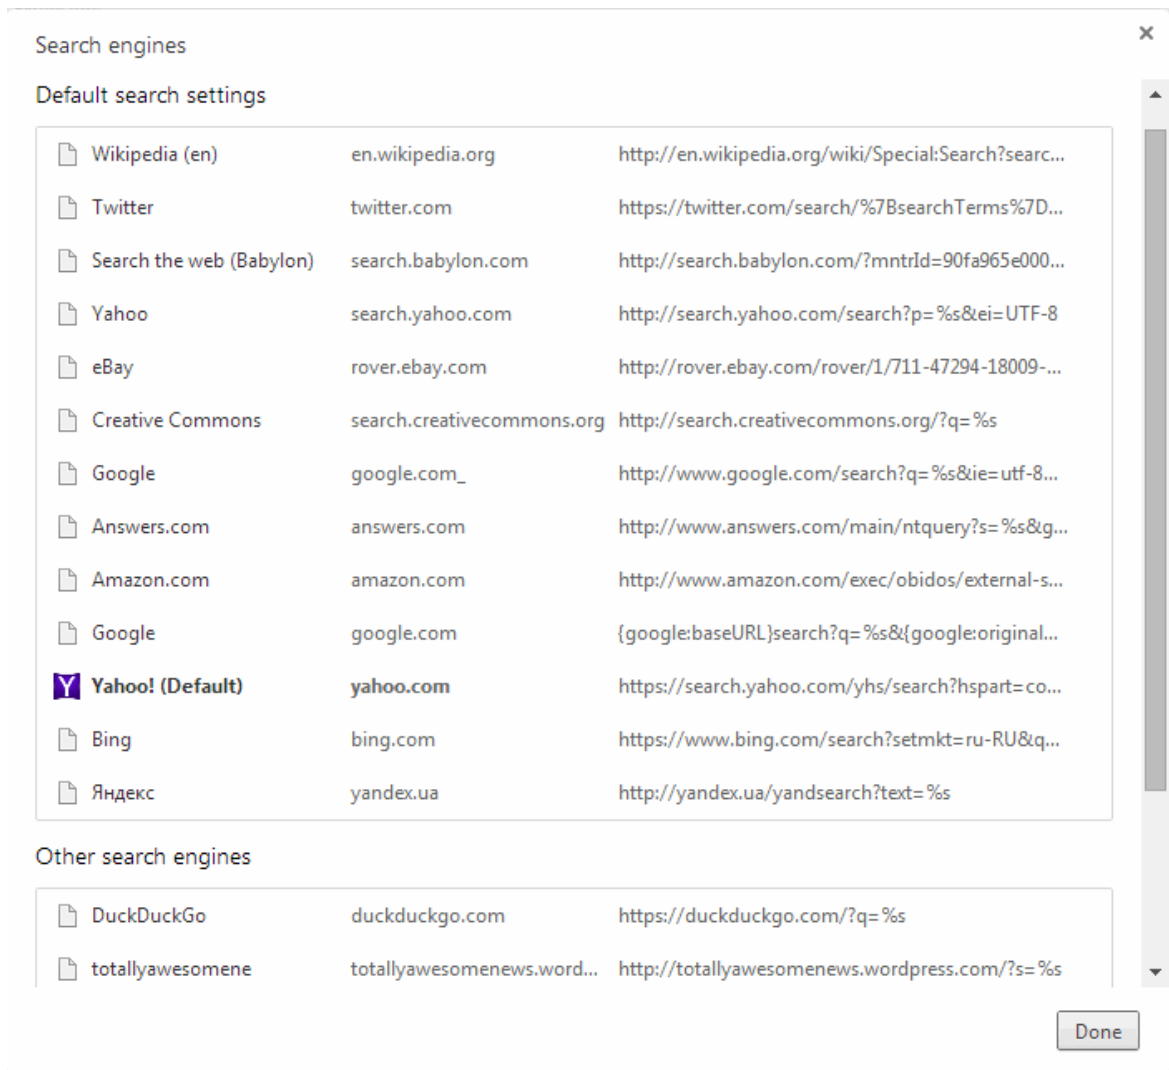 Search engines
Default search settings
Wikipedia (en) en.wikipedia.org http://en.wikipedia.org/wiki/Special:Search?searc...
Twitter twitter.com https://twitter.com/search/%7BsearchTerms%7D...
Search the web (Babylon) search.babylon.com http://search.babylon.com/?mntrId=90fa965e000...
Yahoo search.yahoo.com http://search.yahoo.com/search?p=%s&ei=UTF-8
eBay rover.ebay.com http://rover.ebay.com/rover/1/711-47294-18009-...
Creative Commons search.creativecommons.org http://search.creativecommons.org/?q=%s
Google google.com_ http://www.google.com/search?q=%s&ie=utf-8...
Answers.com answers.com http://www.answers.com/main/ntquery?s=%s&g...
Amazon.com amazon.com http://www.amazon.com/exec/obidos/external-s...
Google google.com {google:baseURL}search?q=%s&{google:original...
Yahoo! (Default) yahoo.com https://search.yahoo.com/yhs/search?hspart=co...
Bing bing.com https://www.bing.com/search?setmkt=ru-RU&q...
Яндекс yandex.ua http://yandex.ua/yandsearch?text=%s
Other search engines
DuckDuckGo duckduckgo.com https://duckduckgo.com/?q=%s
totallyawesomene totallyawesomenews.word... http://totallyawesomenews.wordpress.com/?s=%s
Done